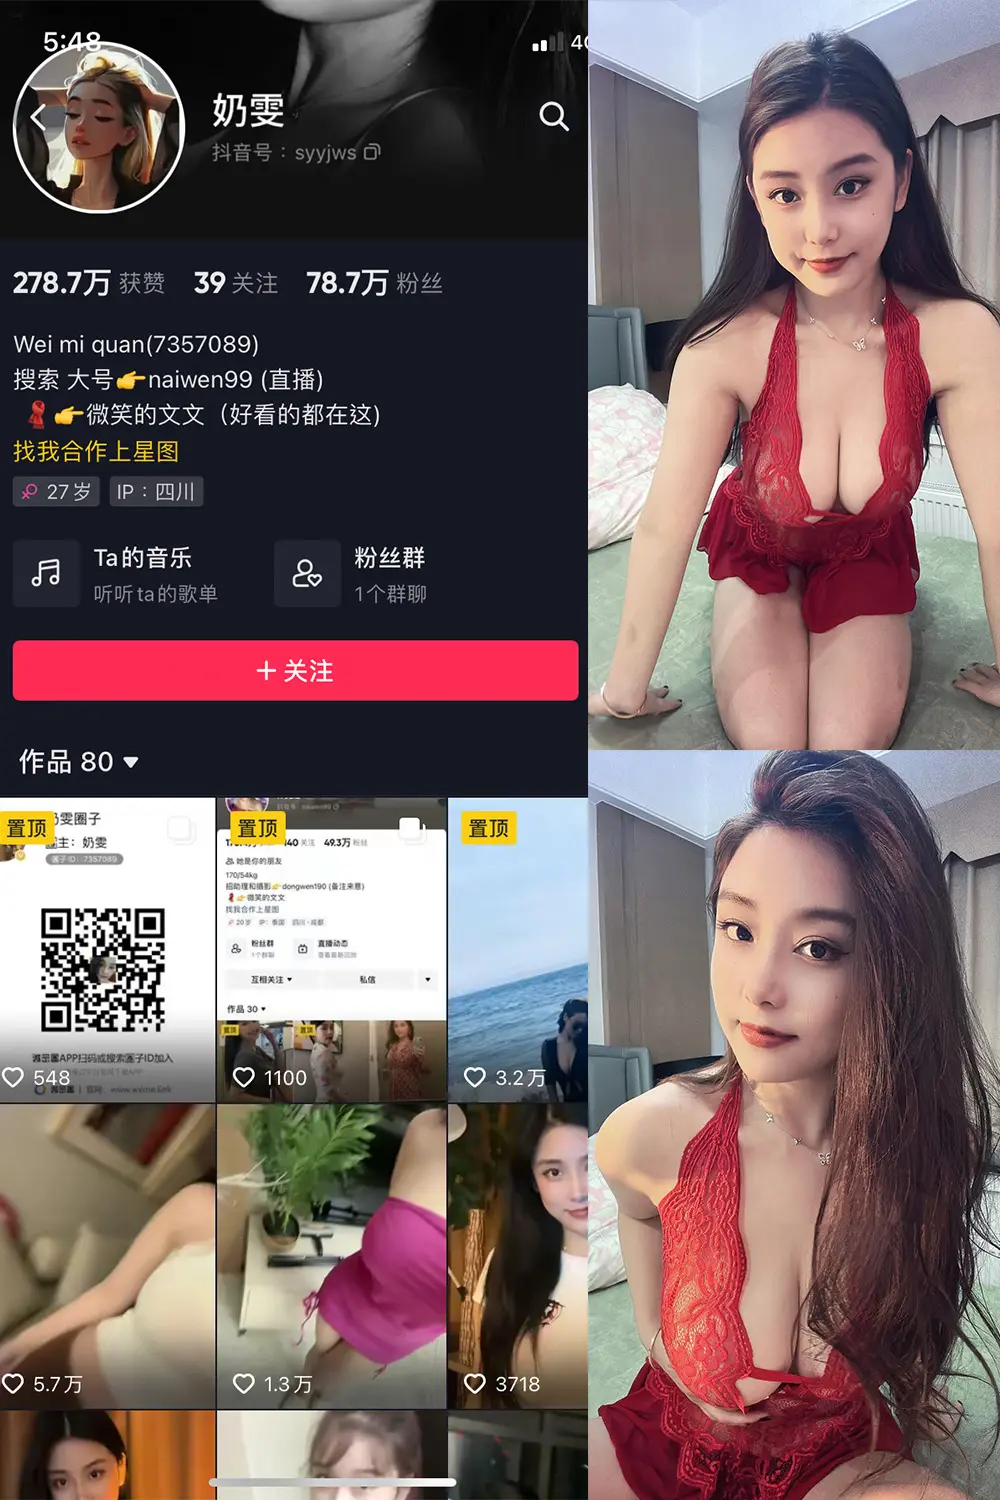 5:48
奶雯
抖音号：syyjws
278.7万 获赞 39 关注 78.7万 粉丝
Wei mi quan(7357089)
搜索 大号👉naiwen99 (直播)
🧣👉微笑的文文（好看的都在这)
找我合作上星图
27岁 IP：四川
Ta的音乐
听听ta的歌单
粉丝群
1个群聊
+ 关注
作品 80
置顶
奶雯圈子
主：奶雯
圈子ID：7357089
APP扫码或搜索圈子ID加入
548
置顶
40 关注 49.3万 粉丝
她是你的朋友
170/54kg
招助理和摄影👉dongwen190 (备注来意)
👉微笑的文文
找我合作上星图
20岁 IP：泰国 四川·成都
粉丝群
1个群聊
直播动态
互相关注
私信
作品 30
置顶
置顶
1100
置顶
3.2万
5.7万
1.3万
3718